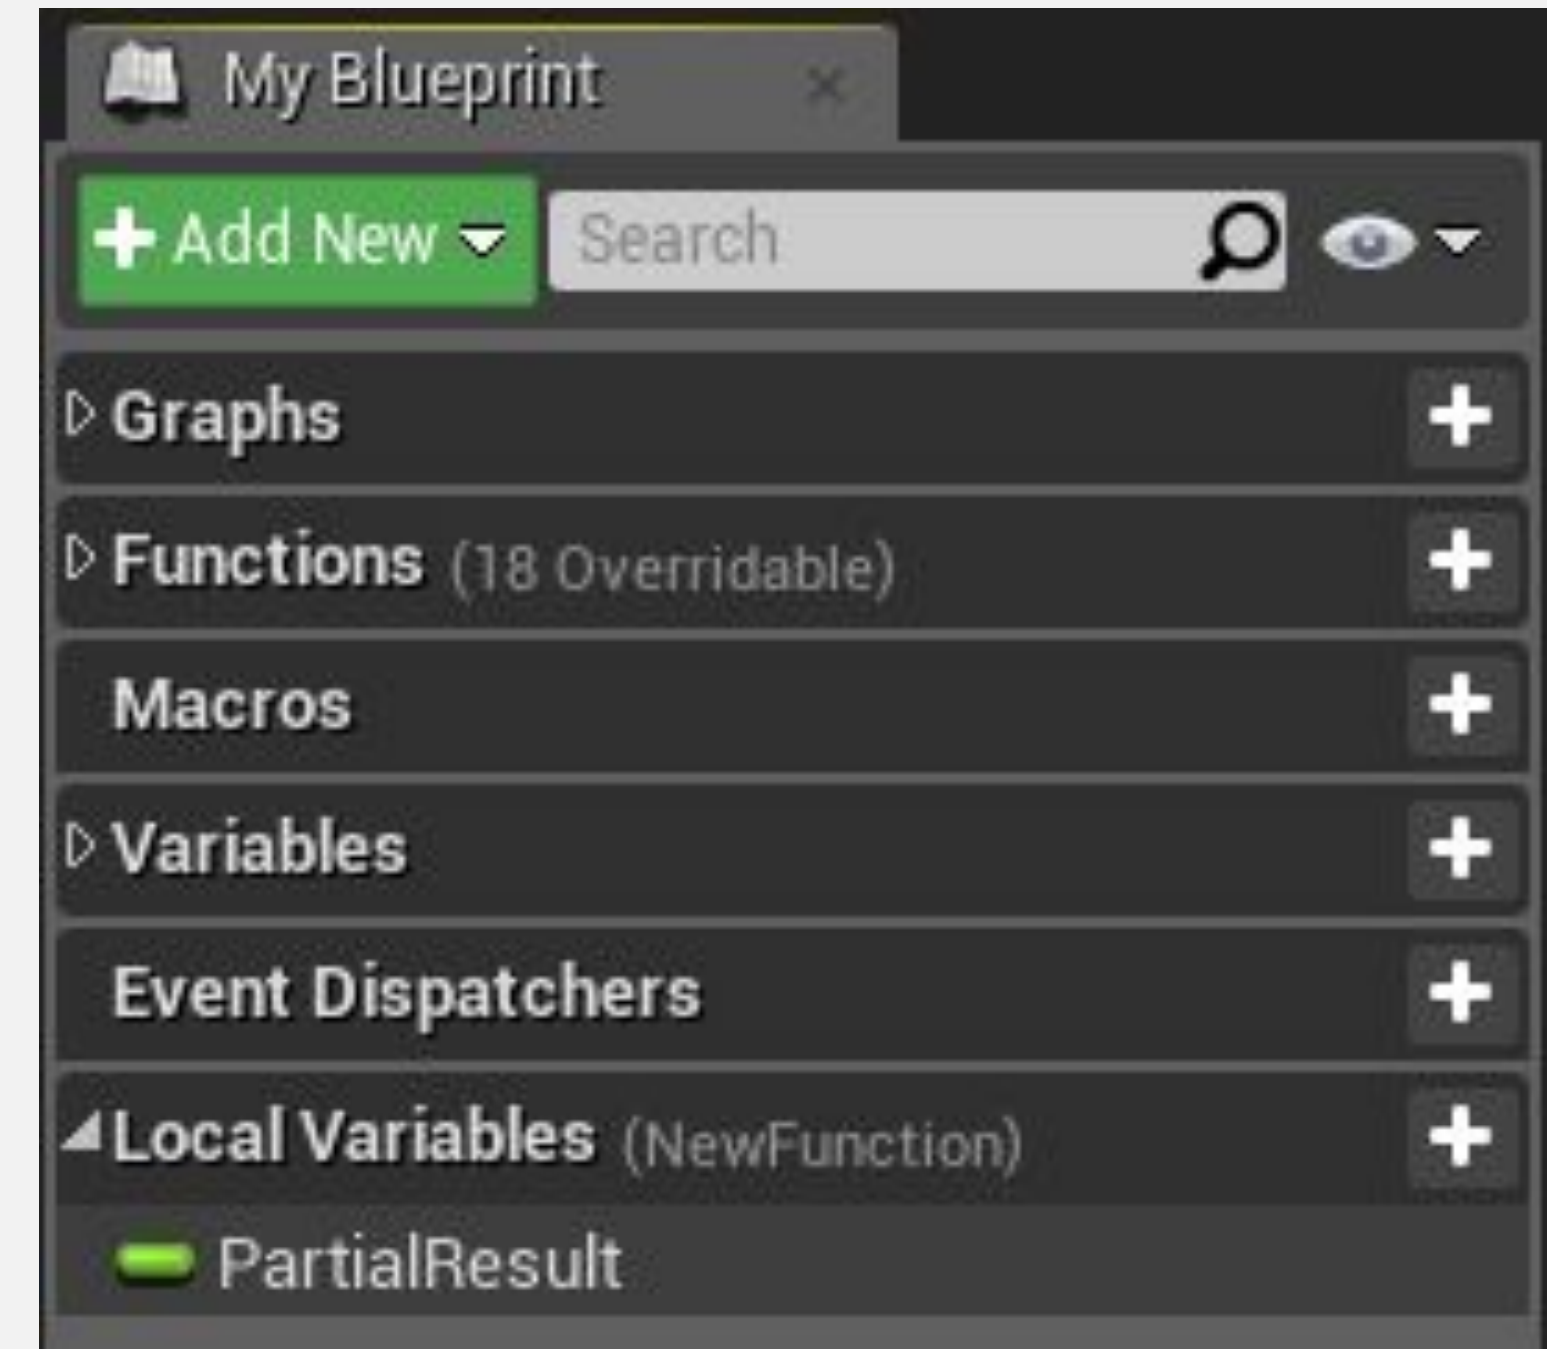 My Blueprint
Add New Search
Graphs
Functions (18 Overridable)
Macros
Variables
Event Dispatchers
Local Variables (NewFunction)
PartialResult